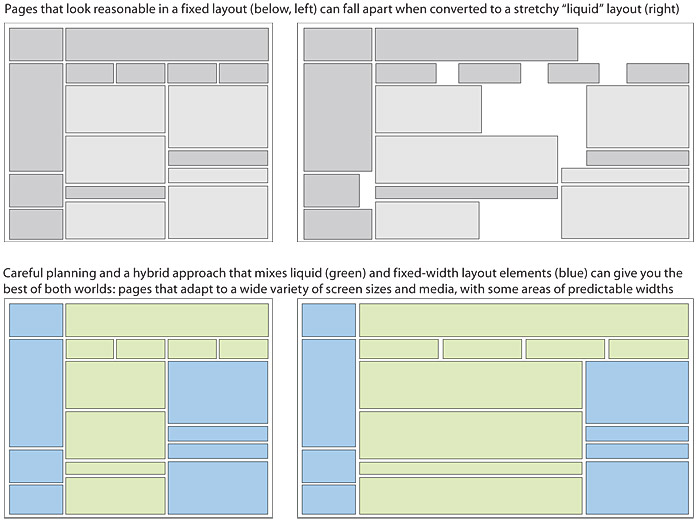 Pages that look reasonable in a fixed layout (below, left) can fall apart when converted to a stretchy “liquid” layout (right)
Careful planning and a hybrid approach that mixes liquid (green) and fixed-width layout elements (blue) can give you the
best of both worlds: pages that adapt to a wide variety of screen sizes and media, with some areas of predictable widths